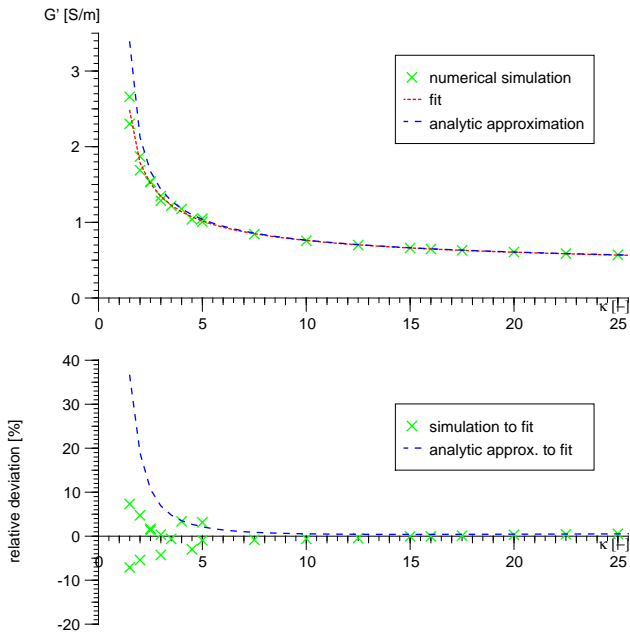 G' [S/m]
3
2
1
0
numerical simulation
fit
analytic approximation
κ [-]
0
5
10
15
20
25
40
30
20
10
0
-10
-20
relative deviation [%]
simulation to fit
analytic approx. to fit
κ [-]
0
5
10
15
20
25